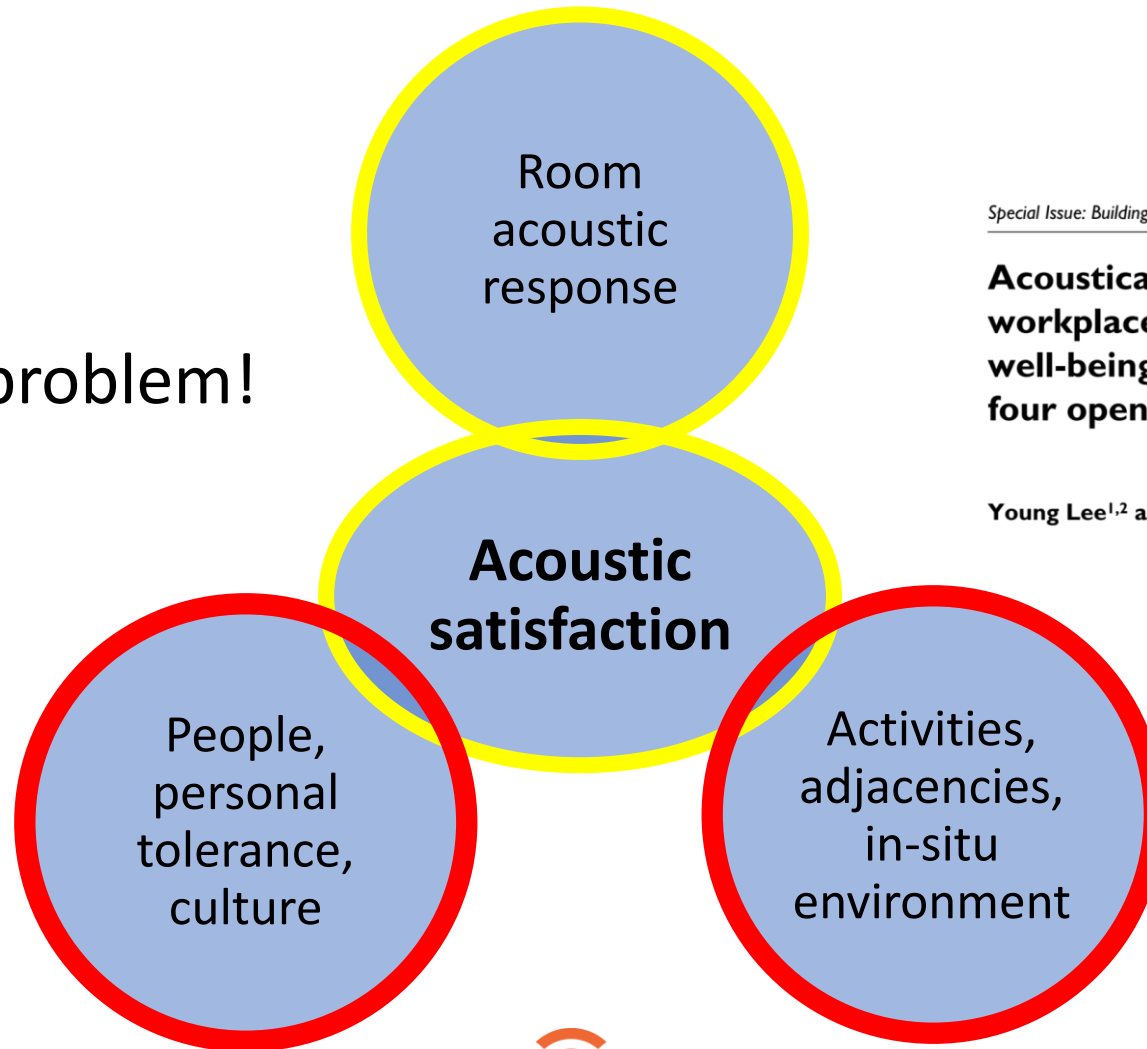 problem!
Room
acoustic
response
Acoustic
satisfaction
People,
personal
tolerance,
culture
Activities,
adjacencies,
in-situ
environment
Special Issue: Building
Acoustica
workplace
well-being
four open
Young Lee¹,² a